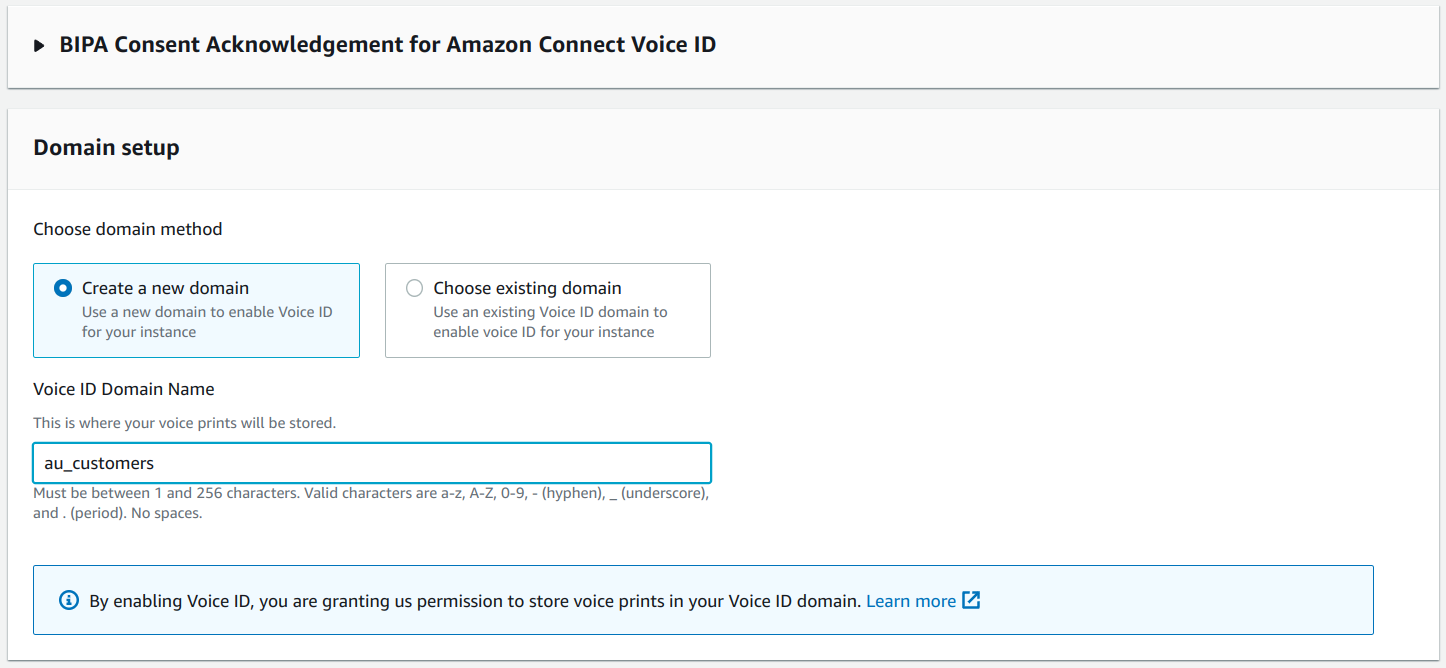 BIPA Consent Acknowledgement for Amazon Connect Voice ID
Domain setup
Choose domain method
Create a new domain
Use a new domain to enable Voice ID
for your instance
Choose existing domain
Use an existing Voice ID domain to
enable voice ID for your instance
Voice ID Domain Name
This is where your voice prints will be stored.
au_customers
Must be between 1 and 256 characters. Valid characters are a-z, A-Z, 0-9, - (hyphen), _ (underscore),
and . (period). No spaces.
By enabling Voice ID, you are granting us permission to store voice prints in your Voice ID domain. Learn more